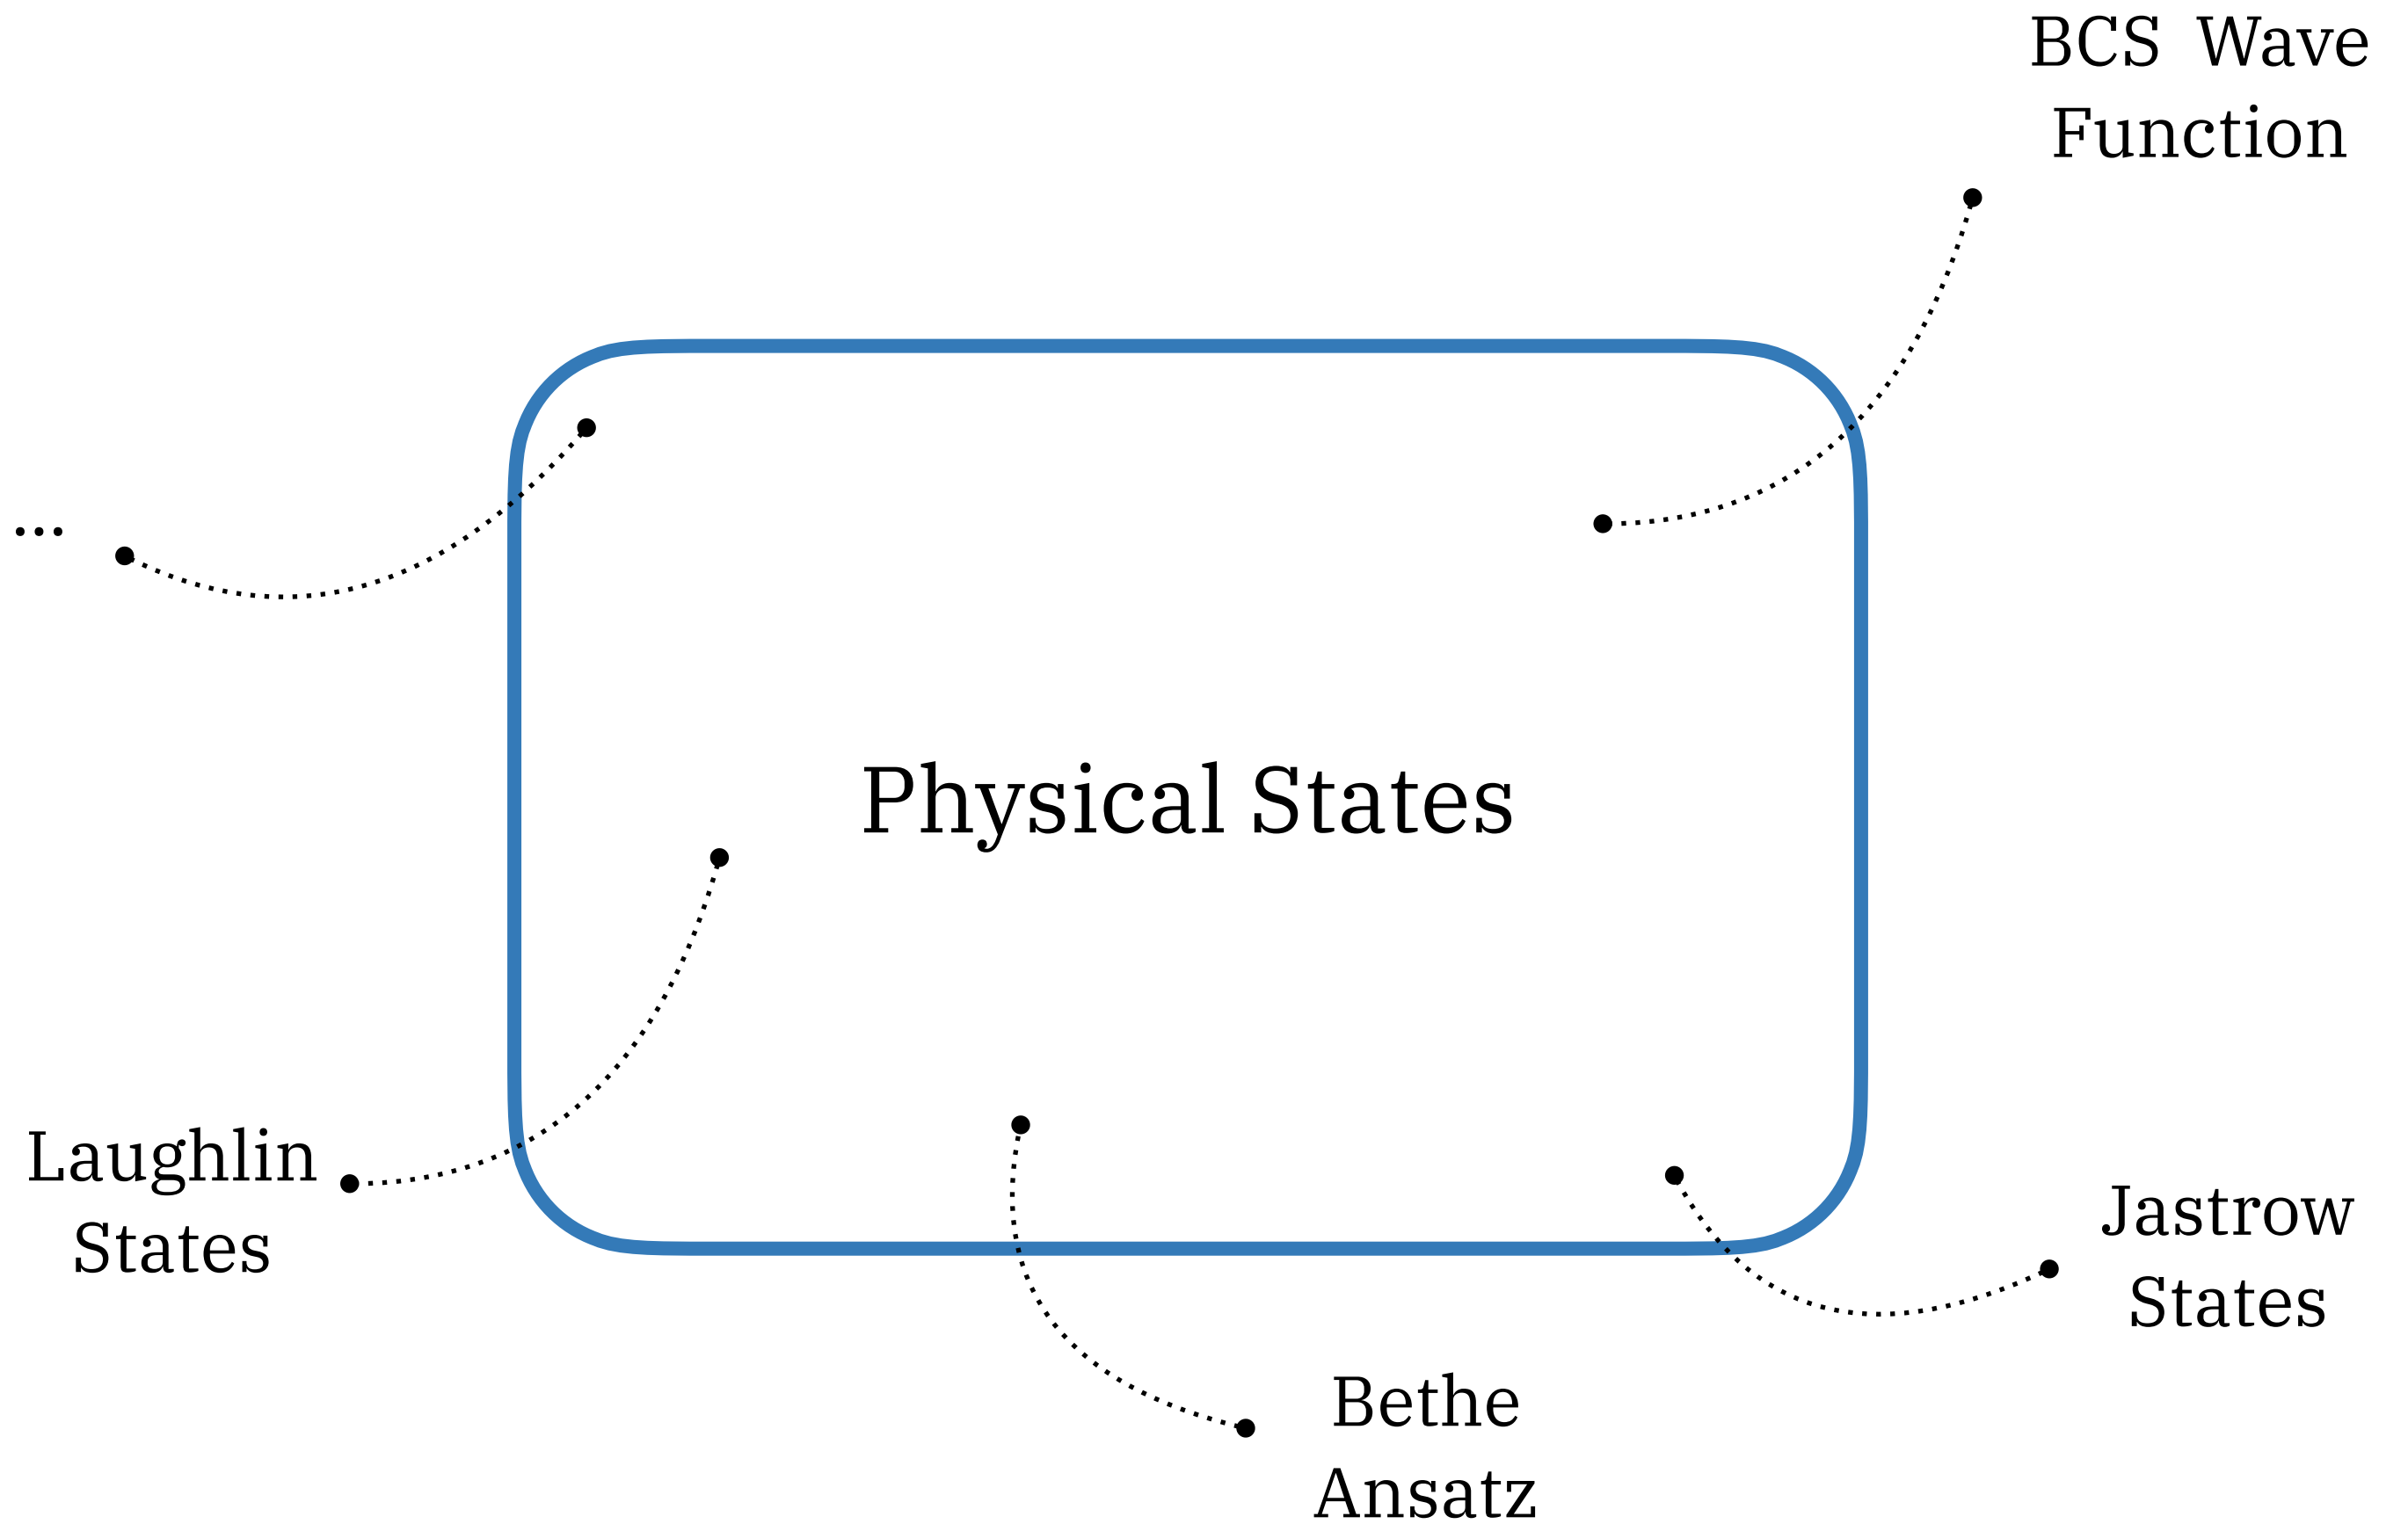 BCS Wave
Function
...
Physical States
Laughlin
States
Jastrow
States
Bethe
Ansatz